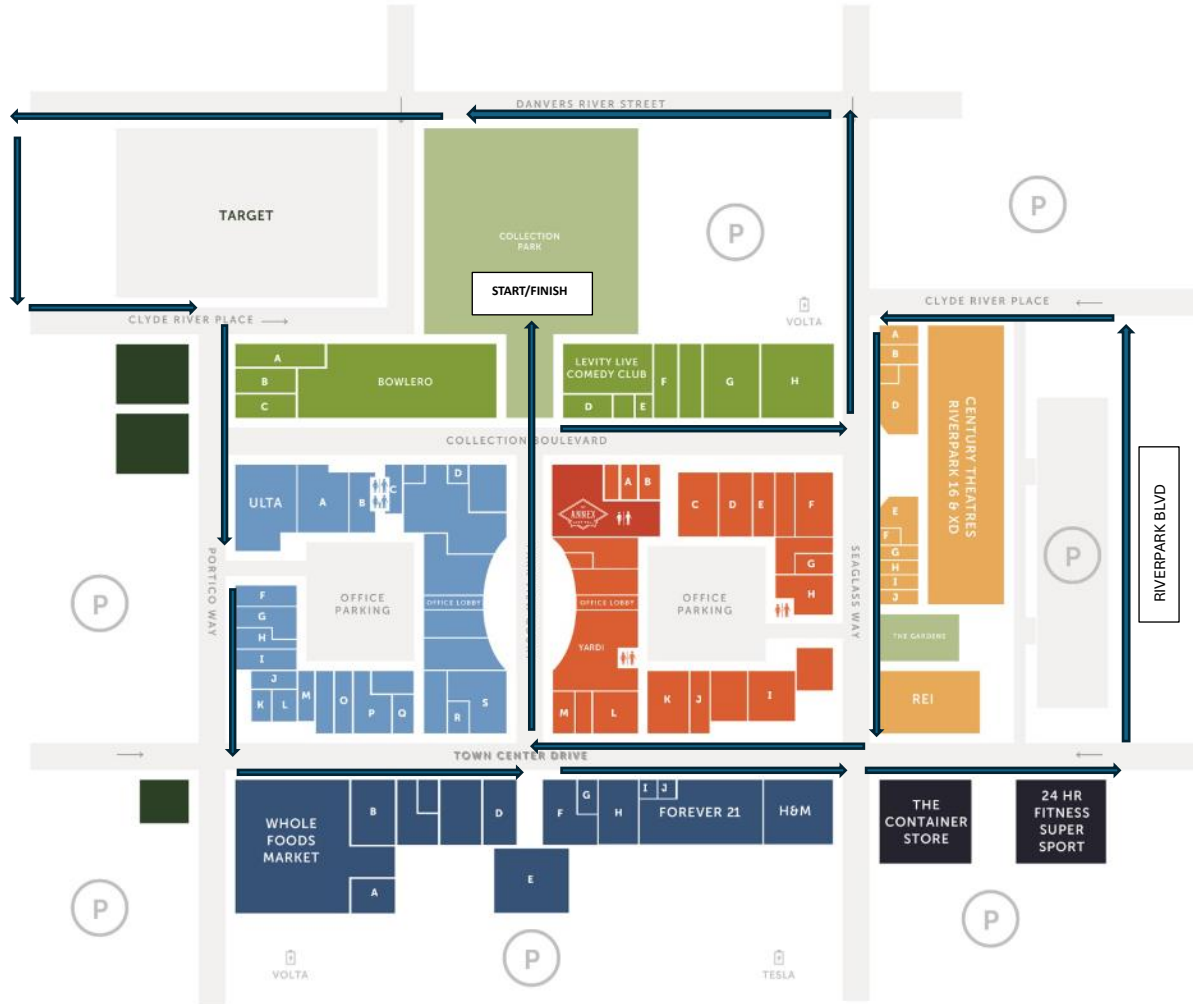 DANVERS RIVER STREET
TARGET
COLLECTION
PARK
P
P
START/FINISH
VOLTA
CLYDE RIVER PLACE
CLYDE RIVER PLACE
A
B
C
BOWLERO
LEVITY LIVE
COMEDY CLUB
D
E
F
G
H
A
B
D
E
F
G
H
I
J
CENTURY THEATRES
RIVERPARK 16 & XD
COLLECTION BOULEVARD
ULTA
A
B
C
D
THE
ANNEX
A
B
C
D
E
F
G
H
RIVERPARK BLVD
P
PORTICO WAY
P
F
G
H
I
J
K
L
M
O
P
Q
R
S
OFFICE
PARKING
OFFICE LOBBY
OFFICE LOBBY
YARDI
OFFICE
PARKING
M
L
K
J
I
SEAGLASS WAY
THE GARDENS
REI
TOWN CENTER DRIVE
WHOLE
FOODS
MARKET
B
A
D
E
F
G
H
I
J
FOREVER 21
H&M
THE
CONTAINER
STORE
24 HR
FITNESS
SUPER
SPORT
P
P
P
VOLTA
TESLA